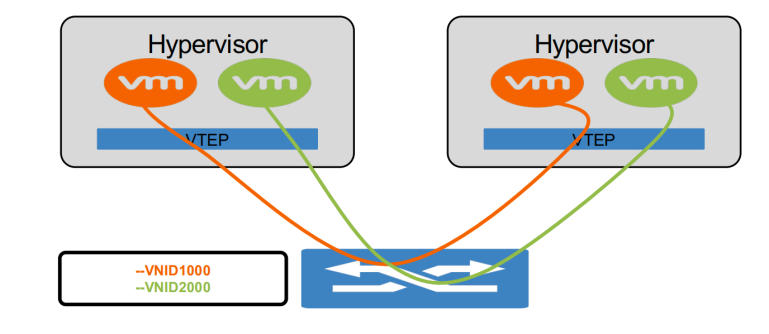 Hypervisor
vm
vm
VTEP
Hypervisor
vm
vm
VTEP
--VNID1000
--VNID2000